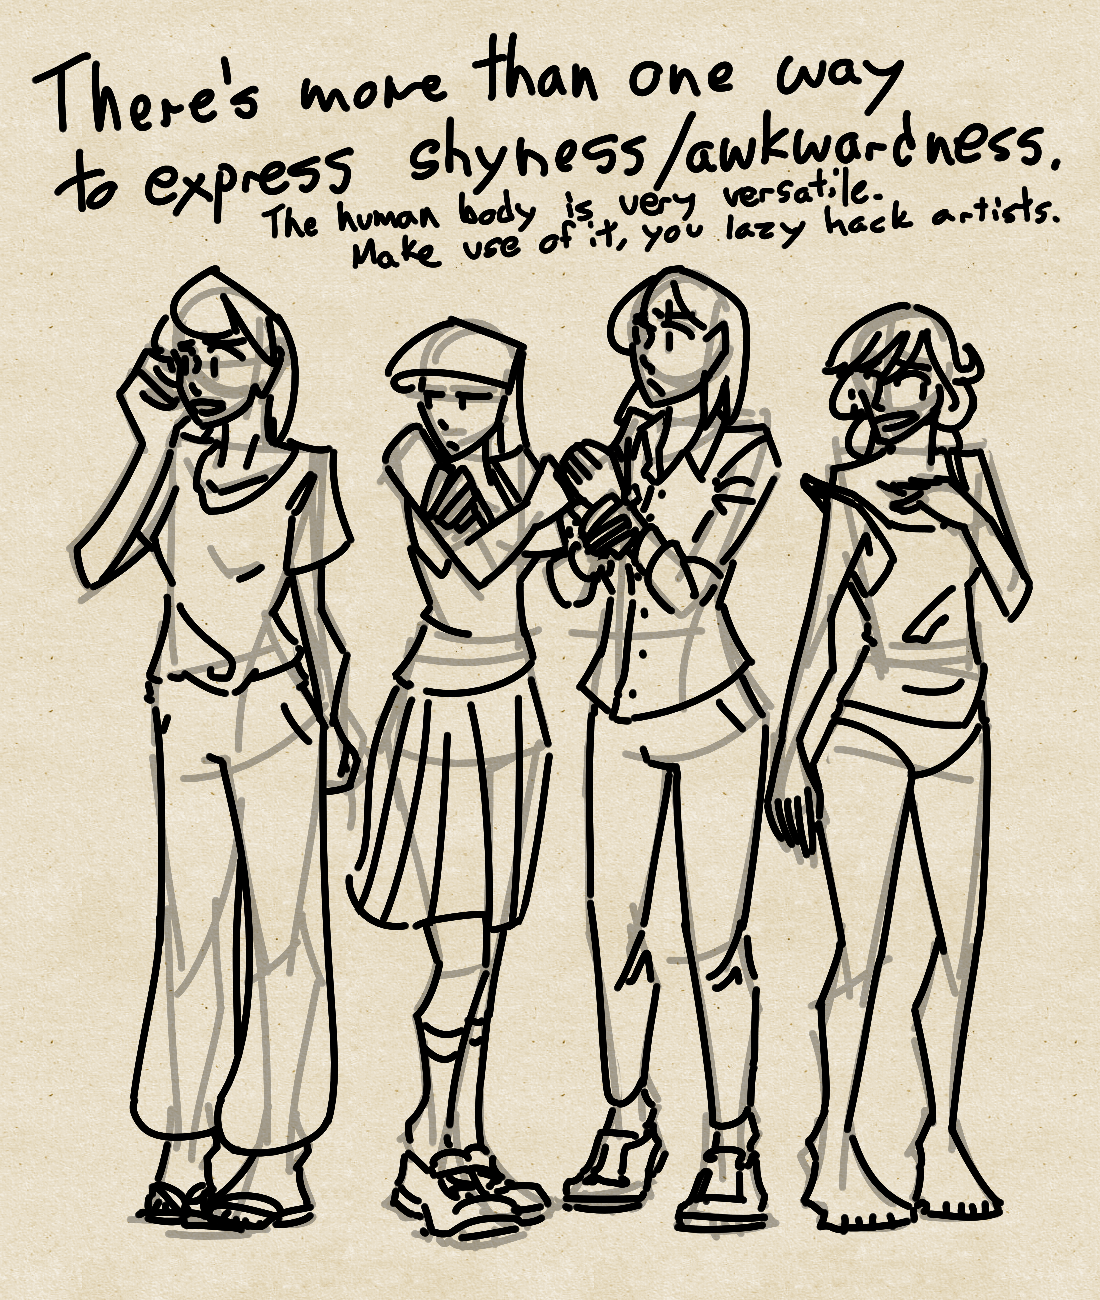 There's more than one way
to express shyness/awkwardness.
The human body is very versatile.
Make use of it, you lazy hack artists.